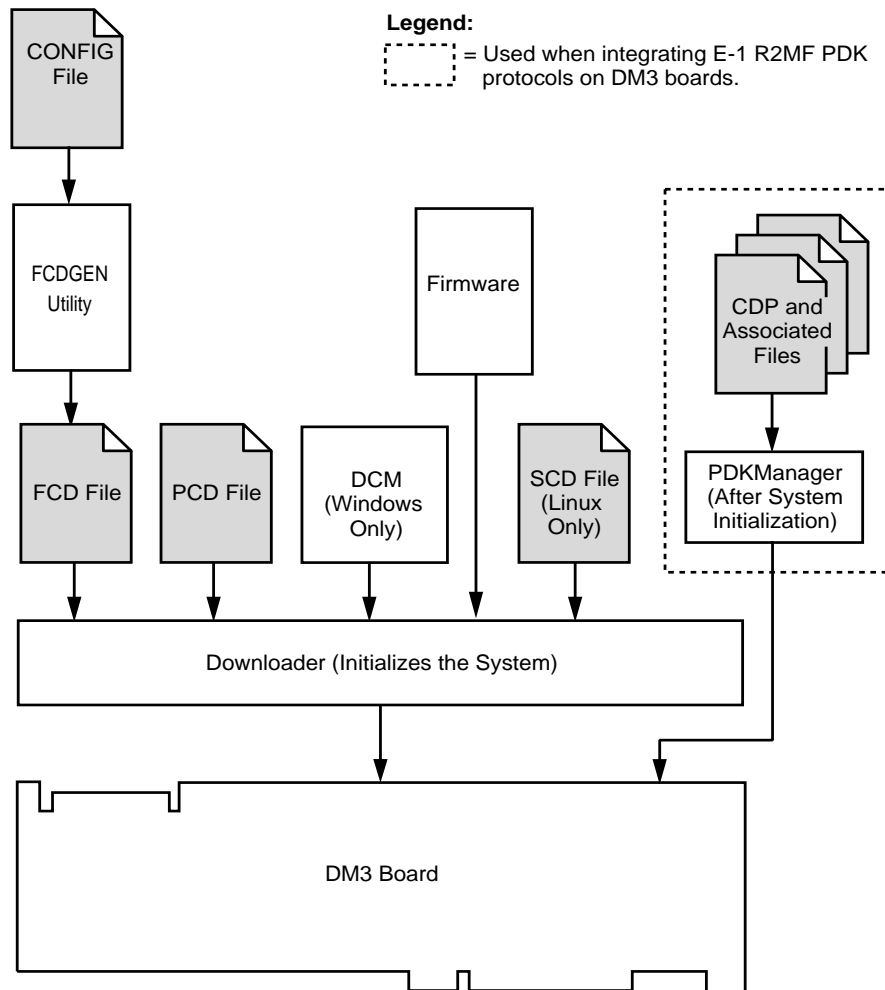 CONFIG
File
Legend:
= Used when integrating E-1 R2MF PDK
protocols on DM3 boards.
FCDGEN
Utility
Firmware
CDP and
Associated
Files
FCD File
PCD File
DCM
(Windows
Only)
SCD File
(Linux
Only)
PDKManager
(After System
Initialization)
Downloader (Initializes the System)
DM3 Board